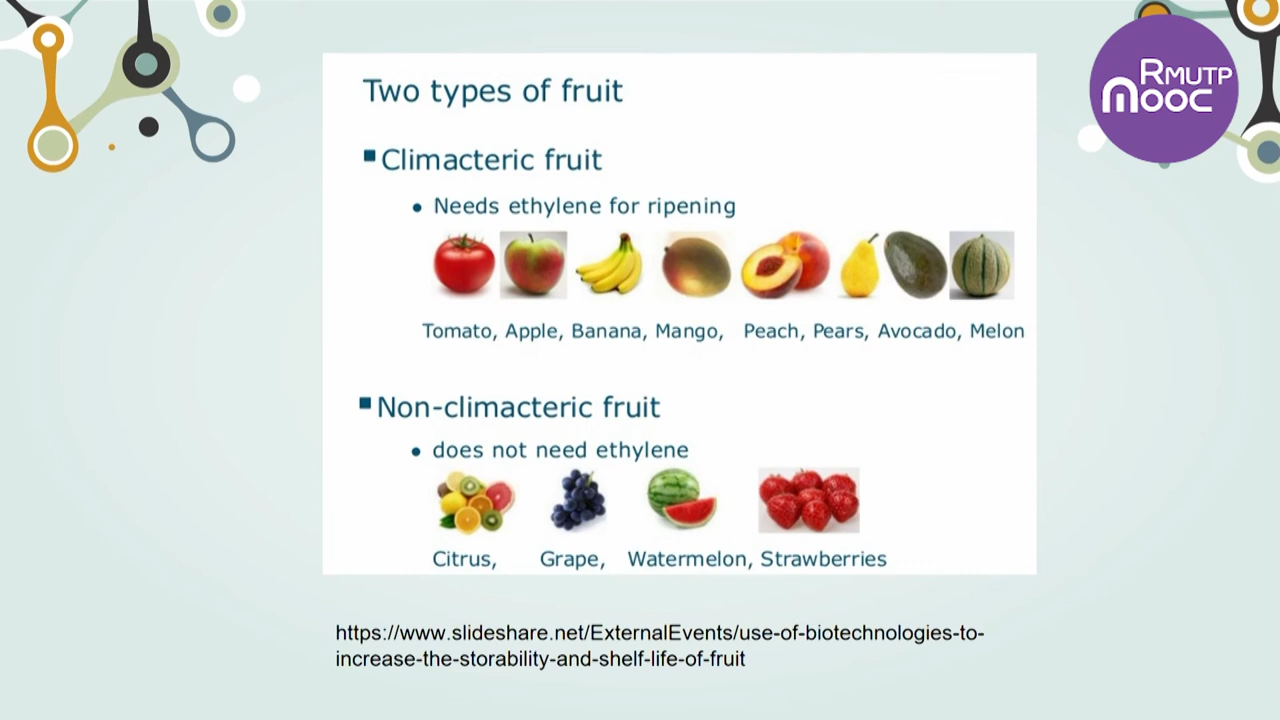 RMUTP
MOOC
Two types of fruit
Climacteric fruit
Needs ethylene for ripening
Tomato, Apple, Banana, Mango, Peach, Pears, Avocado, Melon
Non-climacteric fruit
does not need ethylene
Citrus, Grape, Watermelon, Strawberries
https://www.slideshare.net/ExternalEvents/use-of-biotechnologies-to-
increase-the-storability-and-shelf-life-of-fruit